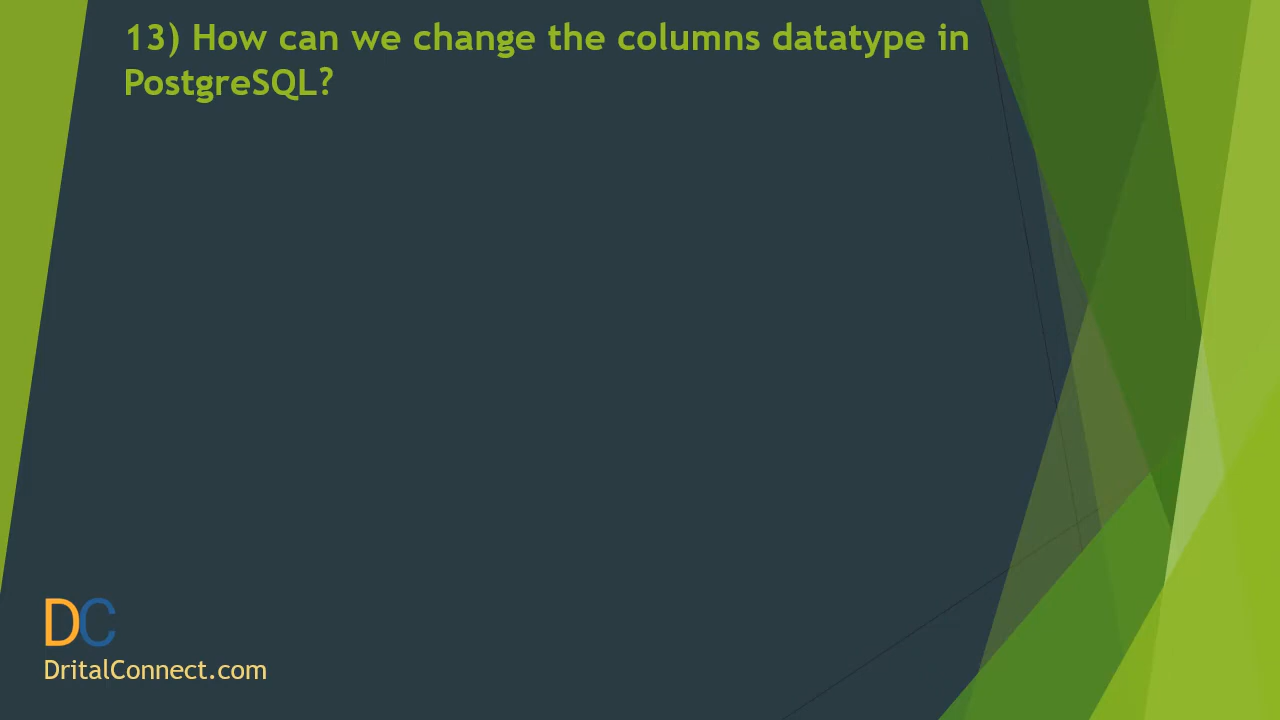 13) How can we change the columns datatype in
PostgreSQL?
DC
DritalConnect.com